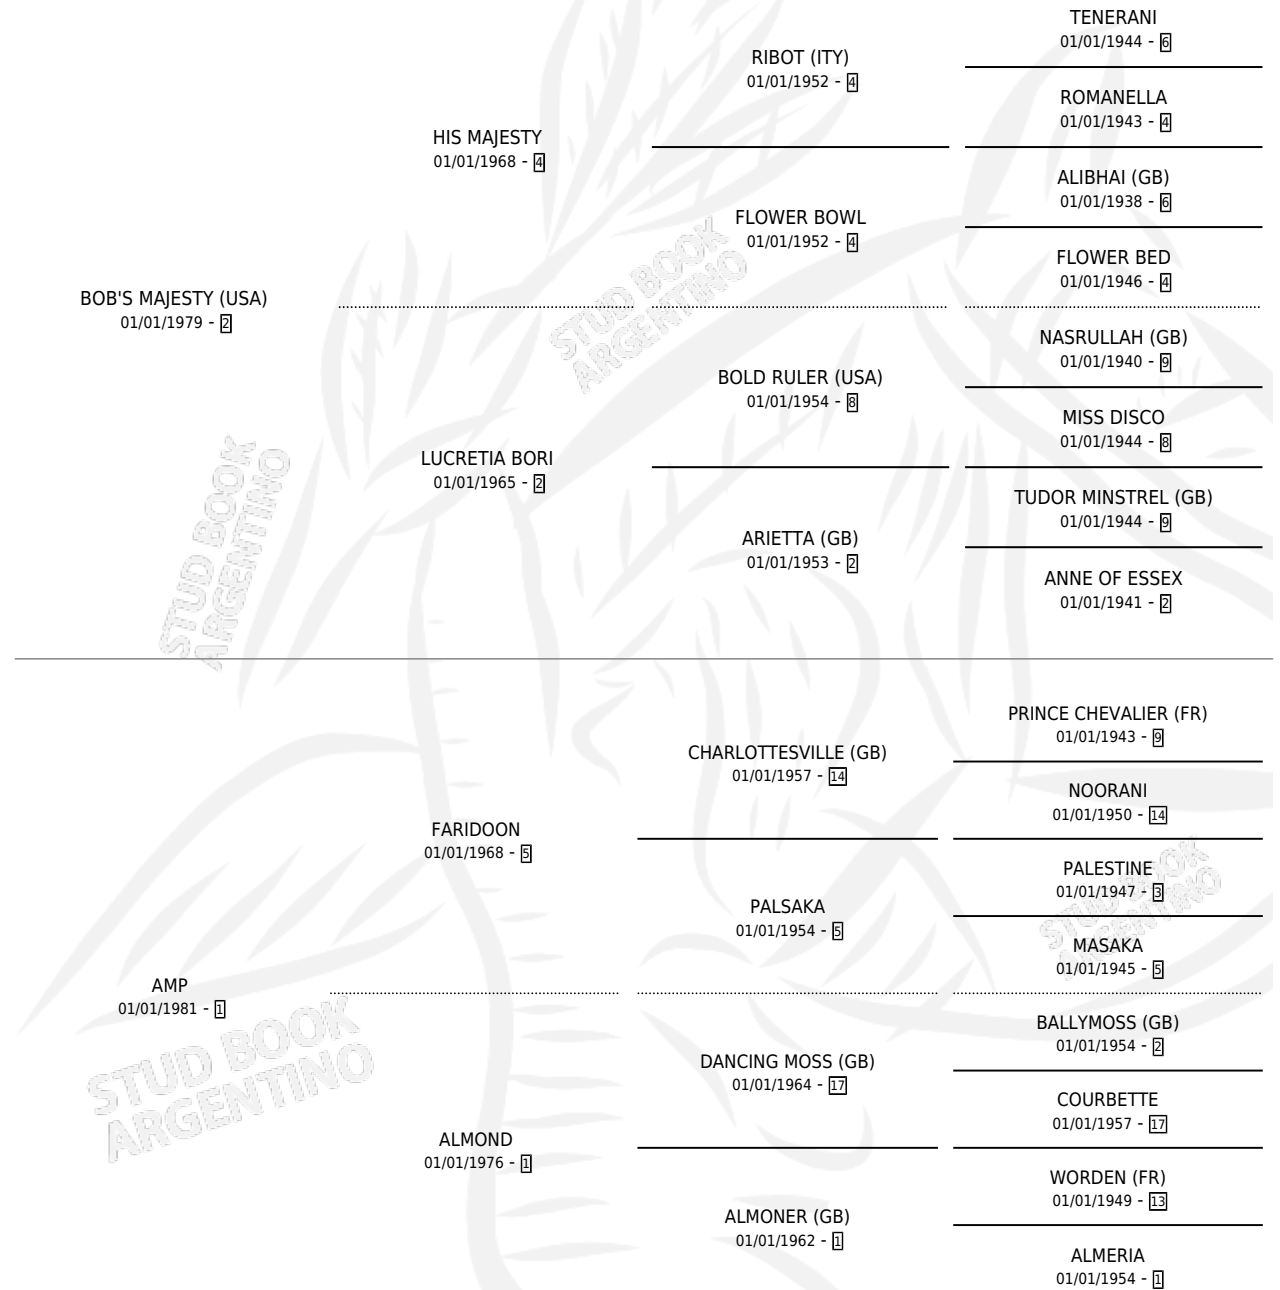 TENERANI
01/01/1944 - 6
RIBOT (ITY)
01/01/1952 - 4
ROMANELLA
01/01/1943 - 4
HIS MAJESTY
01/01/1968 - 4
ALIBHAI (GB)
01/01/1938 - 6
FLOWER BOWL
01/01/1952 - 4
FLOWER BED
01/01/1946 - 4
BOB'S MAJESTY (USA)
01/01/1979 - 2
NASRULLAH (GB)
01/01/1940 - 9
BOLD RULER (USA)
01/01/1954 - 8
MISS DISCO
01/01/1944 - 8
LUCRETIA BORI
01/01/1965 - 2
TUDOR MINSTREL (GB)
01/01/1944 - 9
ARIETTA (GB)
01/01/1953 - 2
ANNE OF ESSEX
01/01/1941 - 2
PRINCE CHEVALIER (FR)
01/01/1943 - 9
CHARLOTTESVILLE (GB)
01/01/1957 - 14
NOORANI
01/01/1950 - 14
FARIDOON
01/01/1968 - 5
PALESTINE
01/01/1947 - 3
PALSAKA
01/01/1954 - 5
MASAKA
01/01/1945 - 5
AMP
01/01/1981 - 1
BALLYMOSS (GB)
01/01/1954 - 2
DANCING MOSS (GB)
01/01/1964 - 17
COURBETTE
01/01/1957 - 17
ALMOND
01/01/1976 - 1
WORDEN (FR)
01/01/1949 - 13
ALMONER (GB)
01/01/1962 - 1
ALMERIA
01/01/1954 - 1
STUD BOOK
ARGENTINO
STUD BOOK
ARGENTINO
STUD BOOK
ARGENTINO
STUD BOOK
ARGENTINO